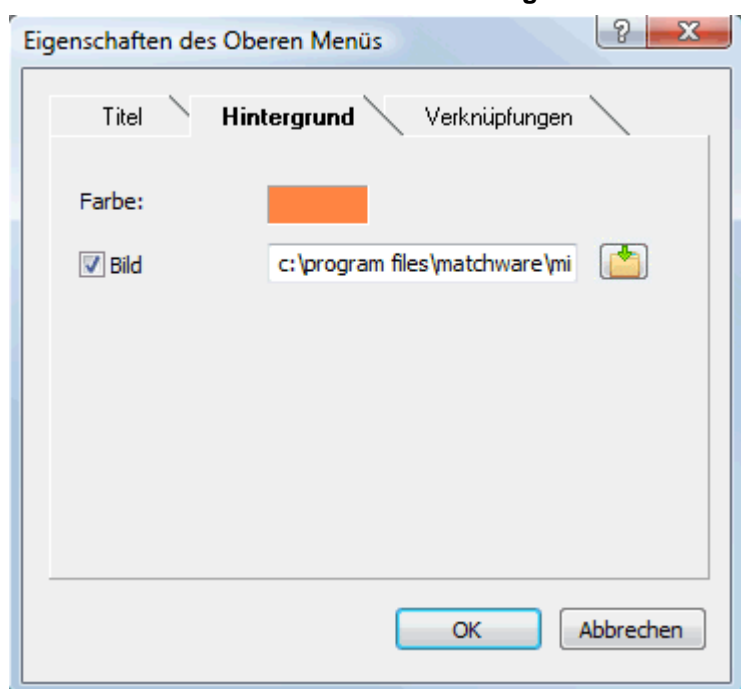 Eigenschaften des Oberen Menüs
?
X
Titel
Hintergrund
Verknüpfungen
Farbe:
Bild
c:\program files\matchware\mi
OK
Abbrechen